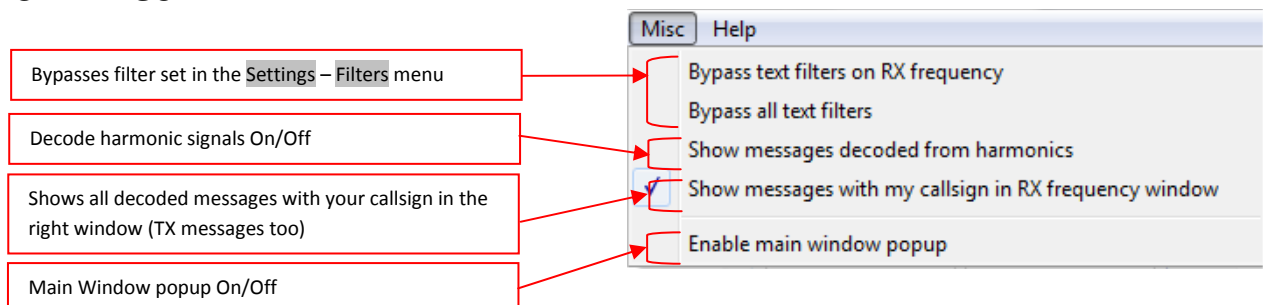 Misc Help
Bypasses filter set in the Settings – Filters menu
Bypass text filters on RX frequency
Bypass all text filters
Decode harmonic signals On/Off
Show messages decoded from harmonics
Shows all decoded messages with your callsign in the
right window (TX messages too)
Show messages with my callsign in RX frequency window
Main Window popup On/Off
Enable main window popup